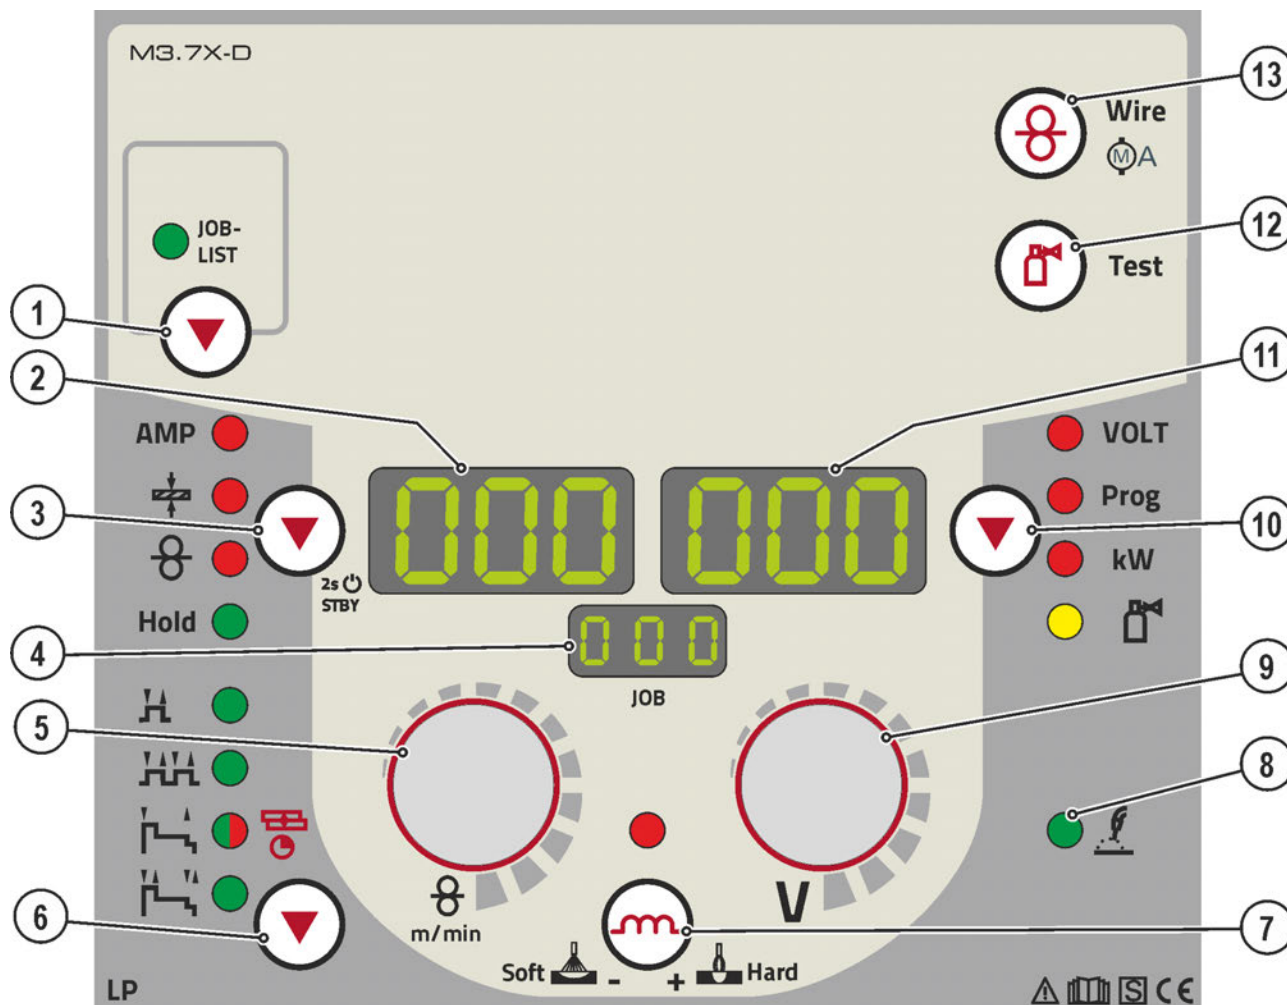 M3.7X-D
13
Wire
M A
12
Test
JOB-
LIST
1
2
11
AMP
VOLT
3
Prog
10
kW
2s
STBY
Hold
000
000
4
000
JOB
9
5
8
6
m/min
V
7
Soft - + Hard
LP
S CE